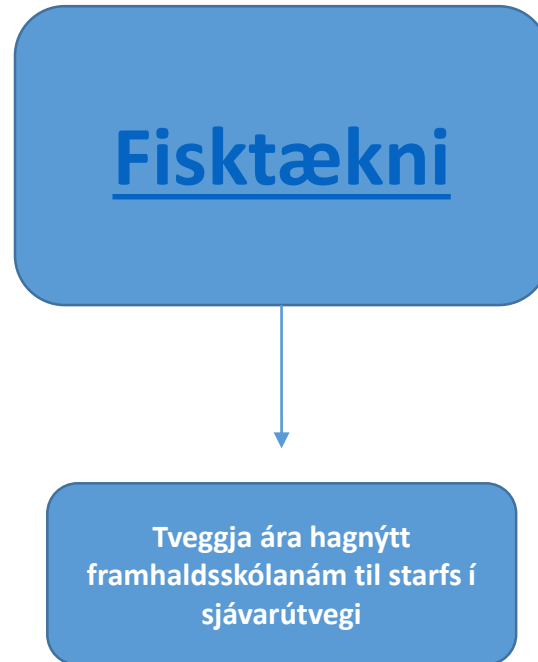 Fisktækni
Tveggja ára hagnýtt
framhaldsskólanám til starfs í
sjávarútvegi